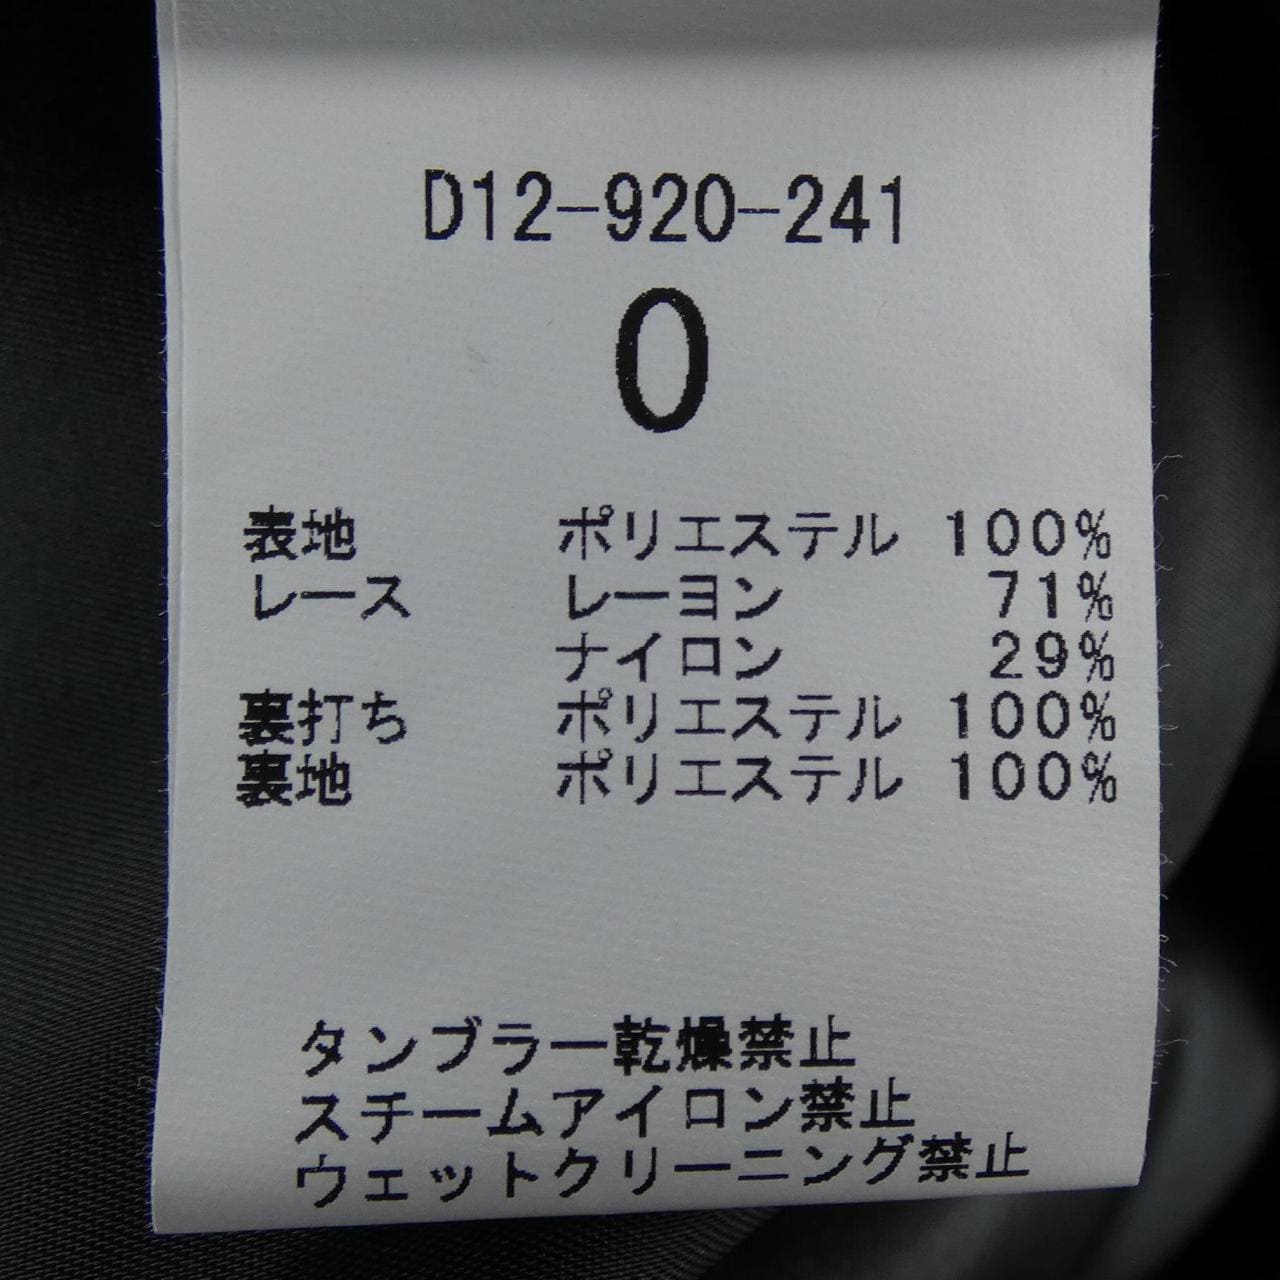 D12-920-241
0
表地 ポリエステル 100%
レース レーヨン 71%
ナイロン 29%
裏打ち ポリエステル 100%
裏地 ポリエステル 100%
タンブラー乾燥禁止
スチームアイロン禁止
ウェットクリーニング禁止